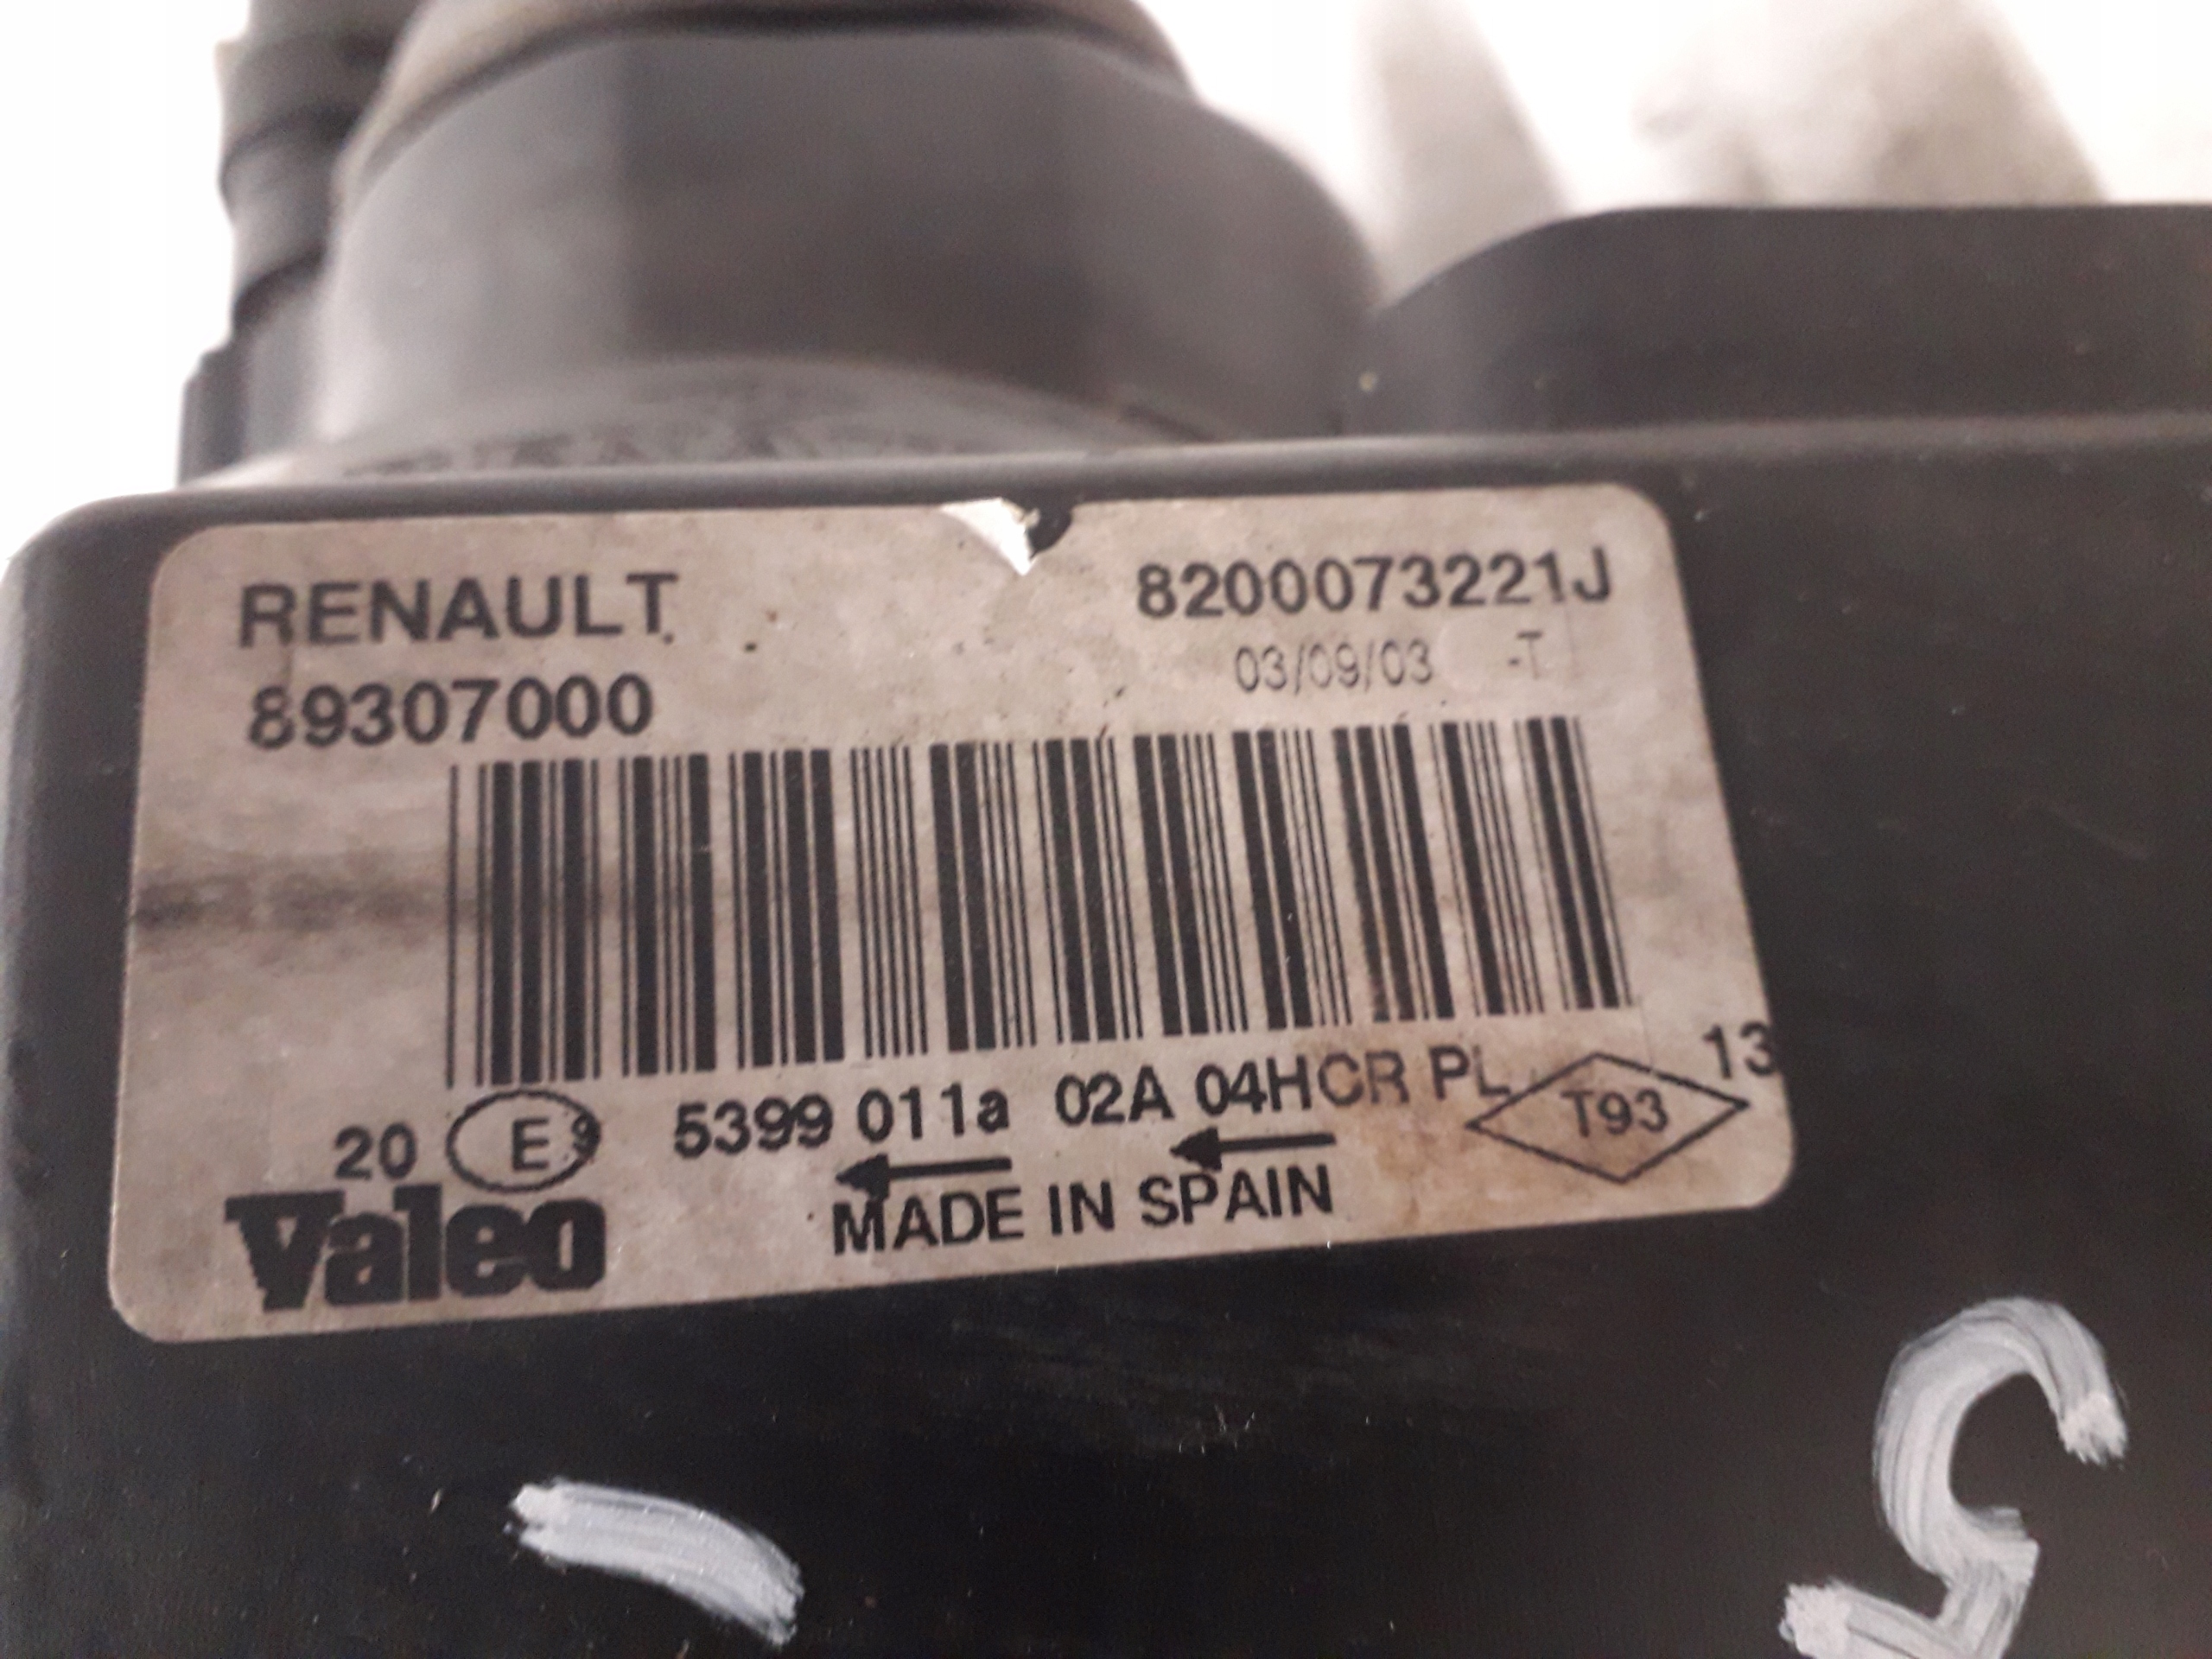 RENAULT 8200073221J
89307000 03/09/03 -T
20 E9 5399 011a 02A 04HCR PL T93 13
Valeo MADE IN SPAIN
5